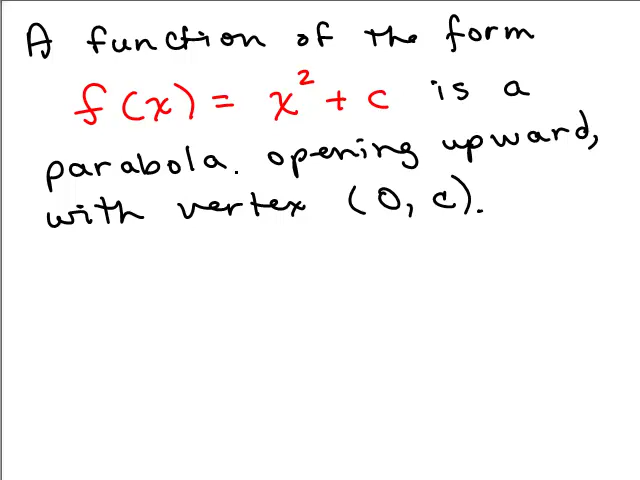 A function of the form
f(x) = x² + c is a
parabola. opening upward,
with vertex (0, c).